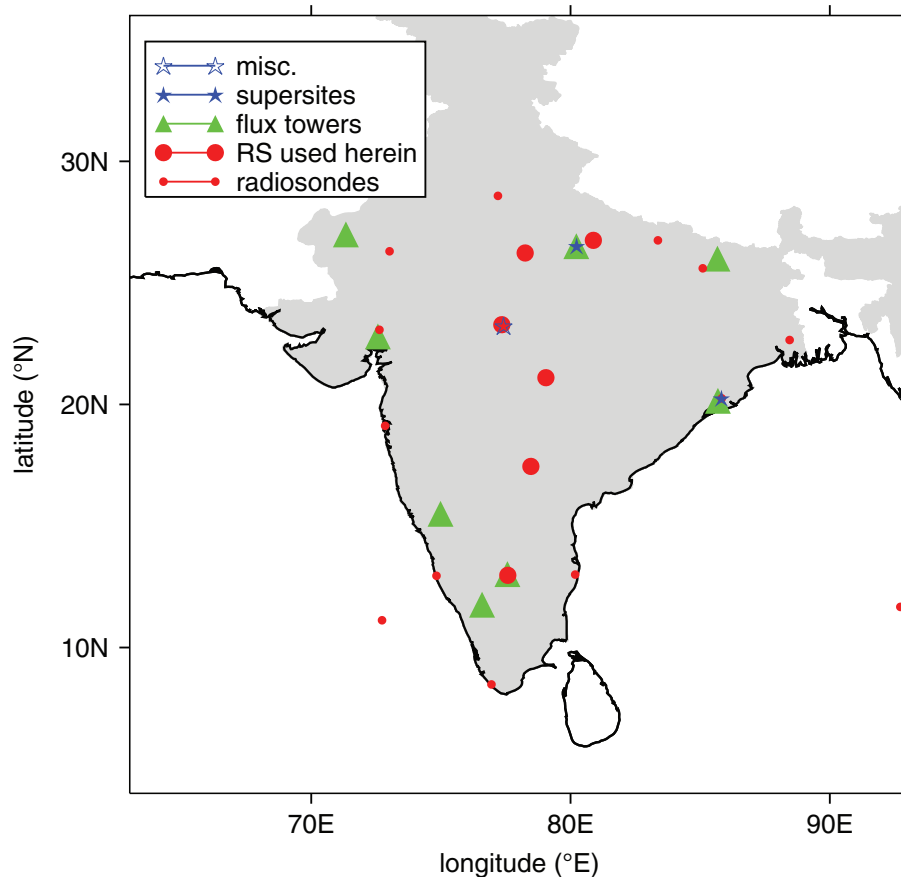 misc.
supersites
flux towers
RS used herein
radiosondes
30N
20N
10N
latitude (°N)
70E 80E 90E
longitude (°E)